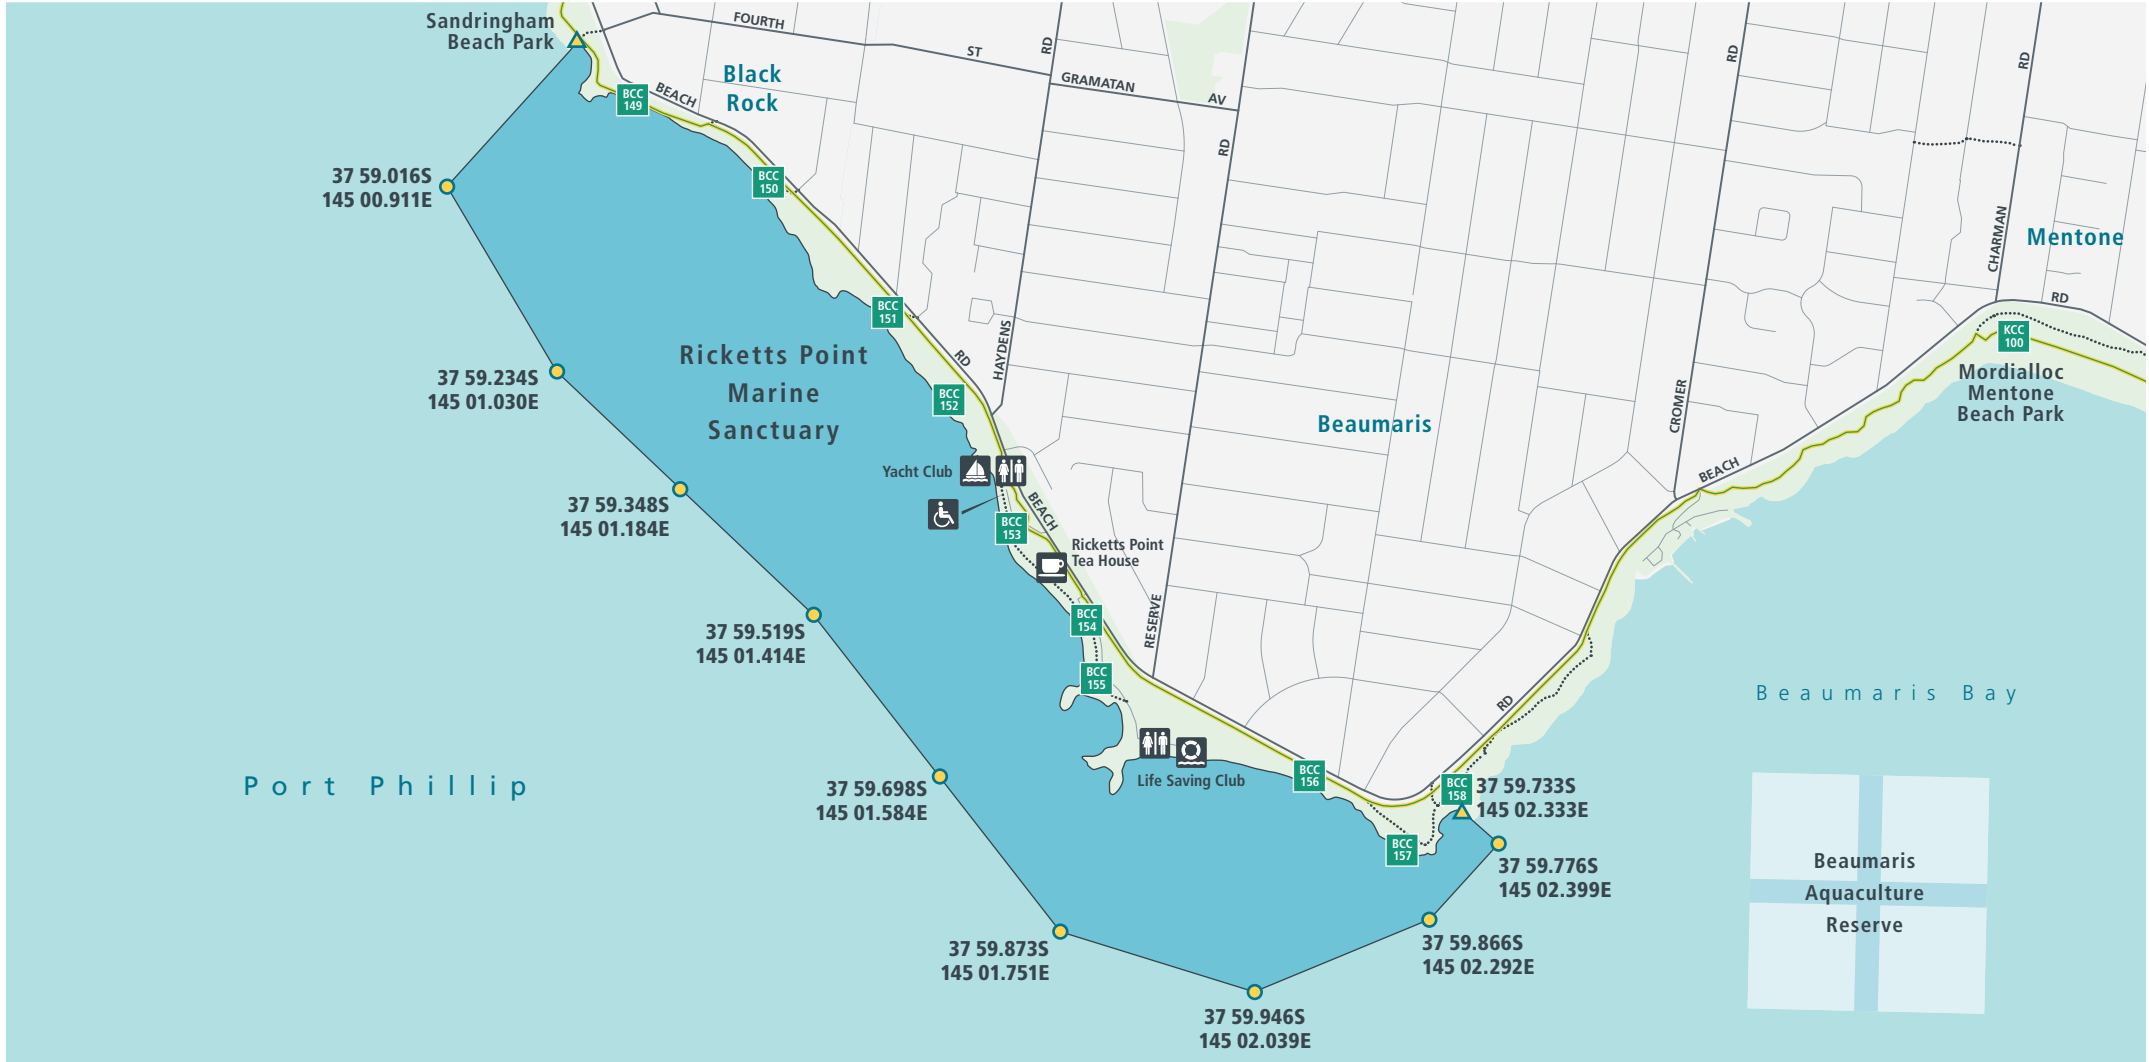 Sandringham
Beach Park
FOURTH
ST
RD
GRAMATAN
AV
RD
RD
RD
Black
Rock
BEACH
BCC
149
BCC
150
37 59.016S
145 00.911E
CHARMAN
Mentone
RD
BCC
151
KCC
100
Mordialloc
Mentone
Beach Park
RD
HAYDENS
Ricketts Point
Marine
Sanctuary
37 59.234S
145 01.030E
BCC
152
CROMER
Beaumaris
Yacht Club
BEACH
BEACH
37 59.348S
145 01.184E
BCC
153
Ricketts Point
Tea House
37 59.519S
145 01.414E
BCC
154
RESERVE
BCC
155
RD
Beaumaris Bay
Port Phillip
37 59.698S
145 01.584E
Life Saving Club
BCC
156
BCC
158
37 59.733S
145 02.333E
BCC
157
37 59.776S
145 02.399E
Beaumaris
Aquaculture
Reserve
37 59.873S
145 01.751E
37 59.866S
145 02.292E
37 59.946S
145 02.039E